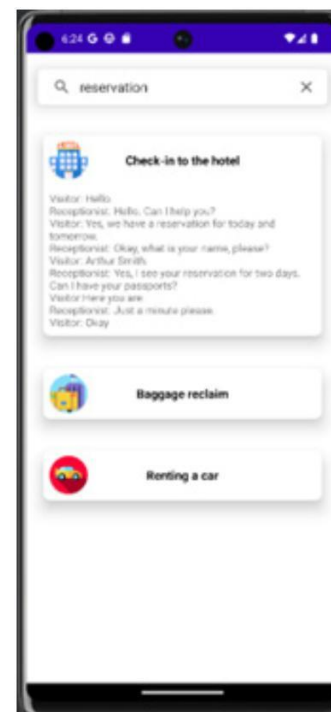 6:24 G
reservation
Check-in to the hotel
Visitor: Hello.
Receptionist: Hello. Can I help you?
Visitor: Yes, we have a reservation for today and
tomorrow.
Receptionist: Okay, what is your name, please?
Visitor: Arthur Smith.
Receptionist: Yes, I see your reservation for two days.
Can I have your passports?
Visitor:Here you are
Receptionist: Just a minute please.
Visitor: Okay
Baggage reclaim
Renting a car